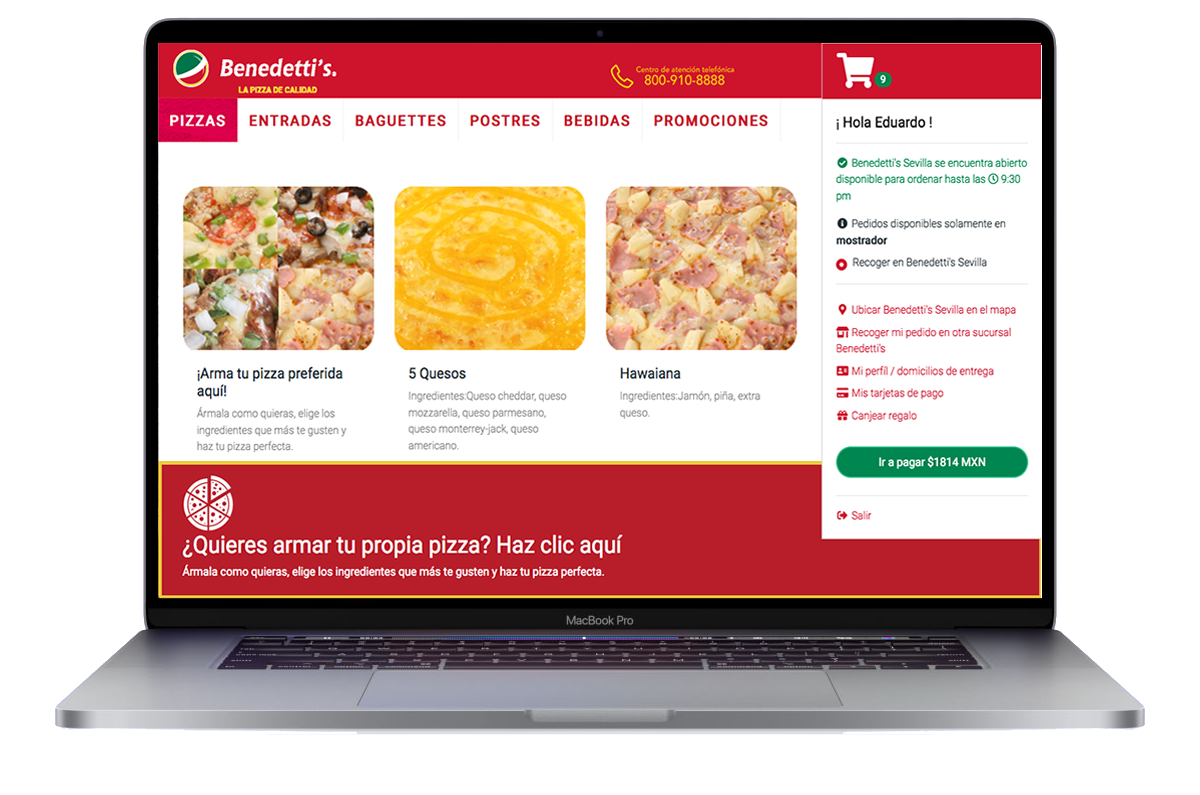 Benedetti's.
LA PIZZA DE CALIDAD
Centro de atención telefónica
800-910-8888
9
PIZZAS
ENTRADAS
BAGUETTES
POSTRES
BEBIDAS
PROMOCIONES
¡Arma tu pizza preferida
aquí!
Ármala como quieras, elige los
ingredientes que más te gusten y
haz tu pizza perfecta.
5 Quesos
Ingredientes:Queso cheddar, queso
mozzarella, queso parmesano,
queso monterrey-jack, queso
americano.
Hawaiana
Ingredientes:Jamón, piña, extra
queso.
¿Quieres armar tu propia pizza? Haz clic aquí
Ármala como quieras, elige los ingredientes que más te gusten y haz tu pizza perfecta.
¡ Hola Eduardo !
Benedetti's Sevilla se encuentra abierto
disponible para ordenar hasta las 9:30
pm
Pedidos disponibles solamente en
mostrador
Recoger en Benedetti's Sevilla
Ubicar Benedetti's Sevilla en el mapa
Recoger mi pedido en otra sucursal
Benedetti's
Mi perfíl / domicilios de entrega
Mis tarjetas de pago
Canjear regalo
Ir a pagar $1814 MXN
Salir
MacBook Pro